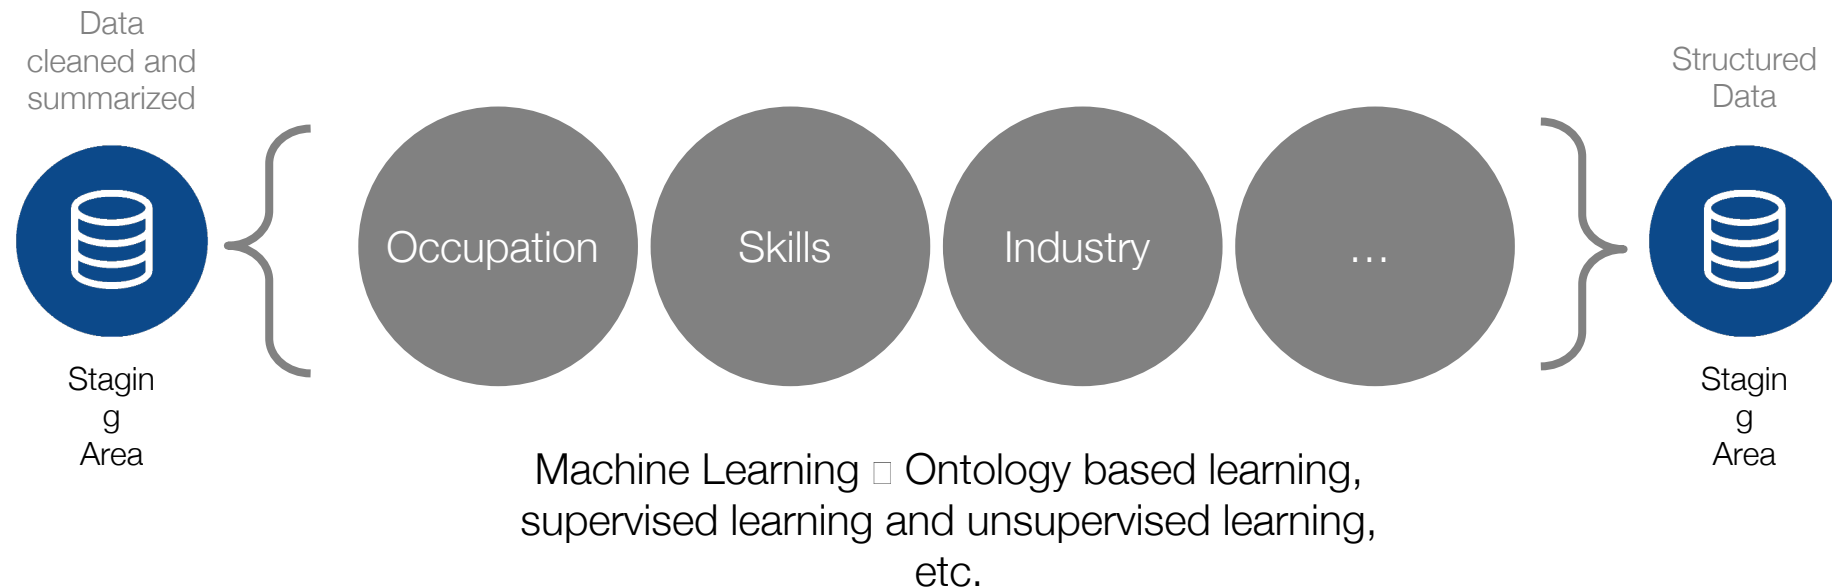 Data
cleaned and
summarized
Stagin
g
Area
Occupation
Skills
Industry
...
Machine Learning □ Ontology based learning,
supervised learning and unsupervised learning,
etc.
Structured
Data
Stagin
g
Area